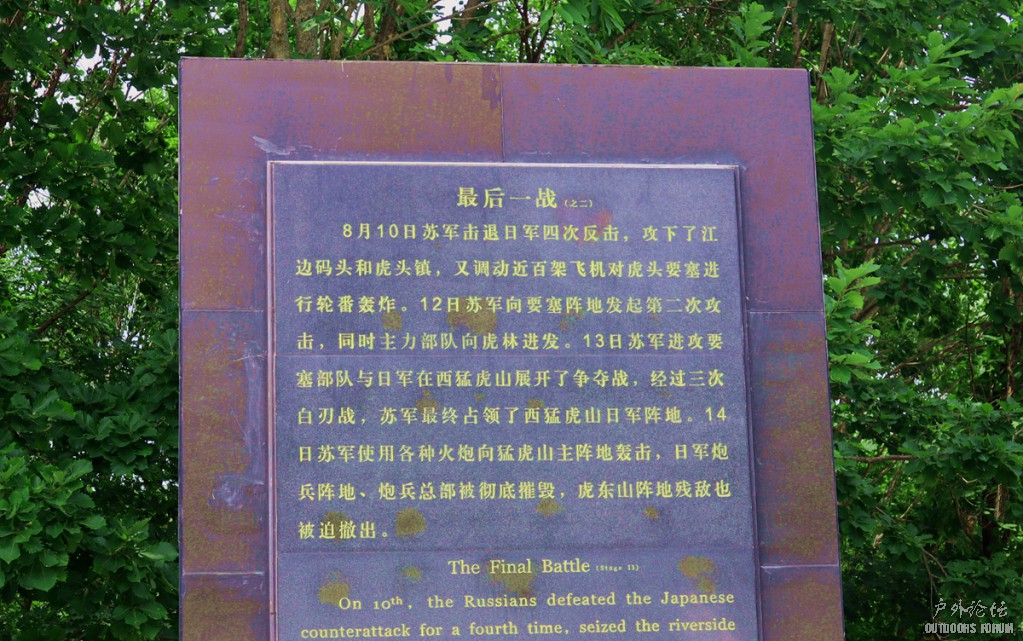 最后一战(之二)
8月10日苏军击退日军四次反击，攻下了江
边码头和虎头镇，又调动近百架飞机对虎头要塞进
行轮番轰炸。12日苏军向要塞阵地发起第二次攻
击，同时主力部队向虎林进发。13日苏军进攻要
塞部队与日军在西猛虎山展开了争夺战，经过三次
白刃战，苏军最终占领了西猛虎山日军阵地。14
日苏军使用各种火炮向猛虎山主阵地轰击，日军炮
兵阵地、炮兵总部被彻底摧毁，虎东山阵地残敌也
被迫撤出。
The Final Battle (Stage II)
On 10th, the Russians defeated the Japanese
counterattack for a fourth time, seized the riverside
户外论坛
OUTDOORS FORUM